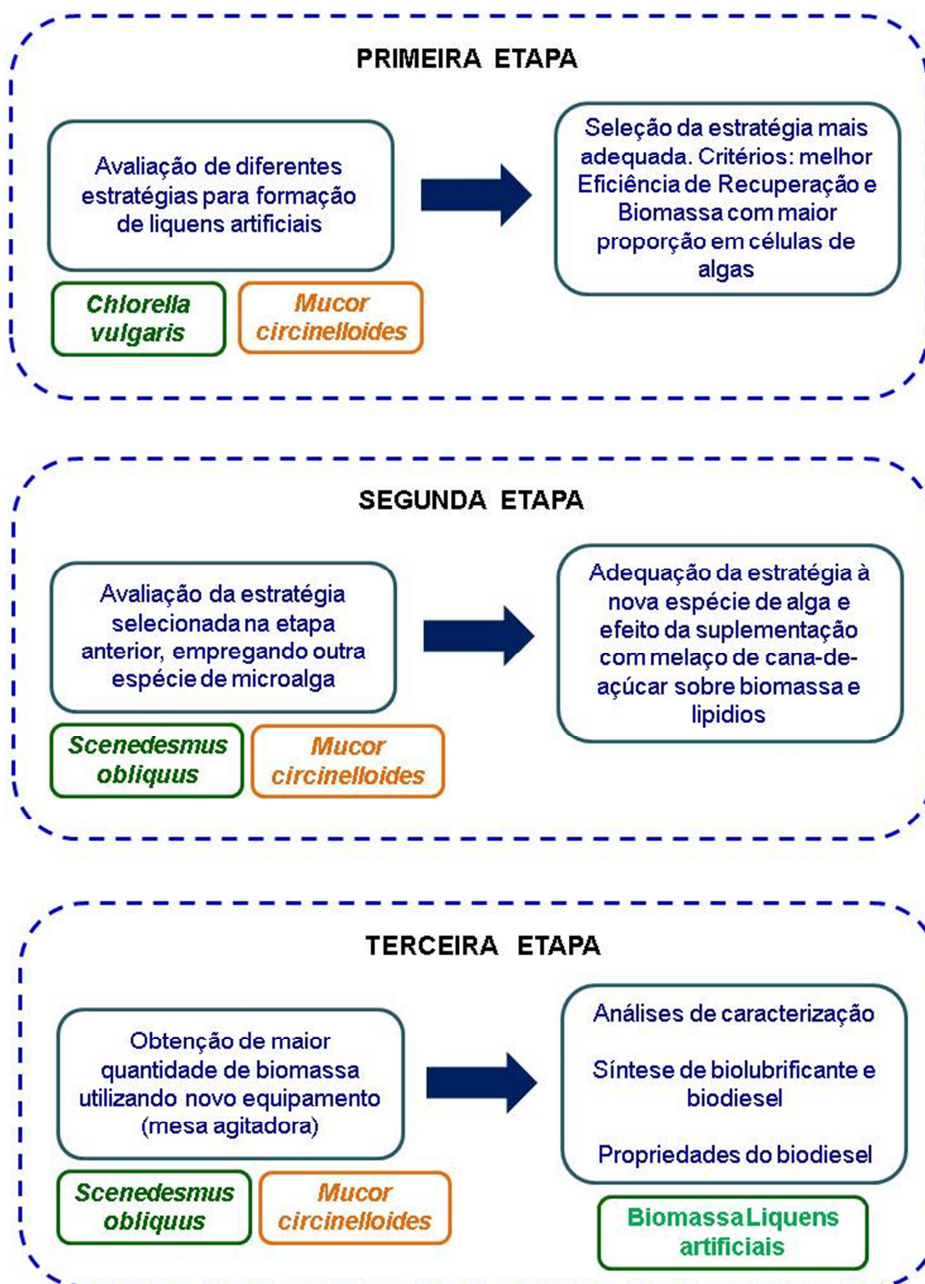 PRIMEIRA ETAPA
Avaliação de diferentes
estratégias para formação
de liquens artificiais
Chlorella
vulgaris
Mucor
circinelloides
Seleção da estratégia mais
adequada. Critérios: melhor
Eficiência de Recuperação e
Biomassa com maior
proporção em células de
algas
SEGUNDA ETAPA
Avaliação da estratégia
selecionada na etapa
anterior, empregando outra
espécie de microalga
Scenedesmus
obliquus
Mucor
circinelloides
Adequação da estratégia à
nova espécie de alga e
efeito da suplementação
com melaço de cana-de-
açúcar sobre biomassa e
lipidios
TERCEIRA ETAPA
Obtenção de maior
quantidade de biomassa
utilizando novo equipamento
(mesa agitadora)
Scenedesmus
obliquus
Mucor
circinelloides
Análises de caracterização
Síntese de biolubrificante e
biodiesel
Propriedades do biodiesel
Biomassa Liquens
artificiais